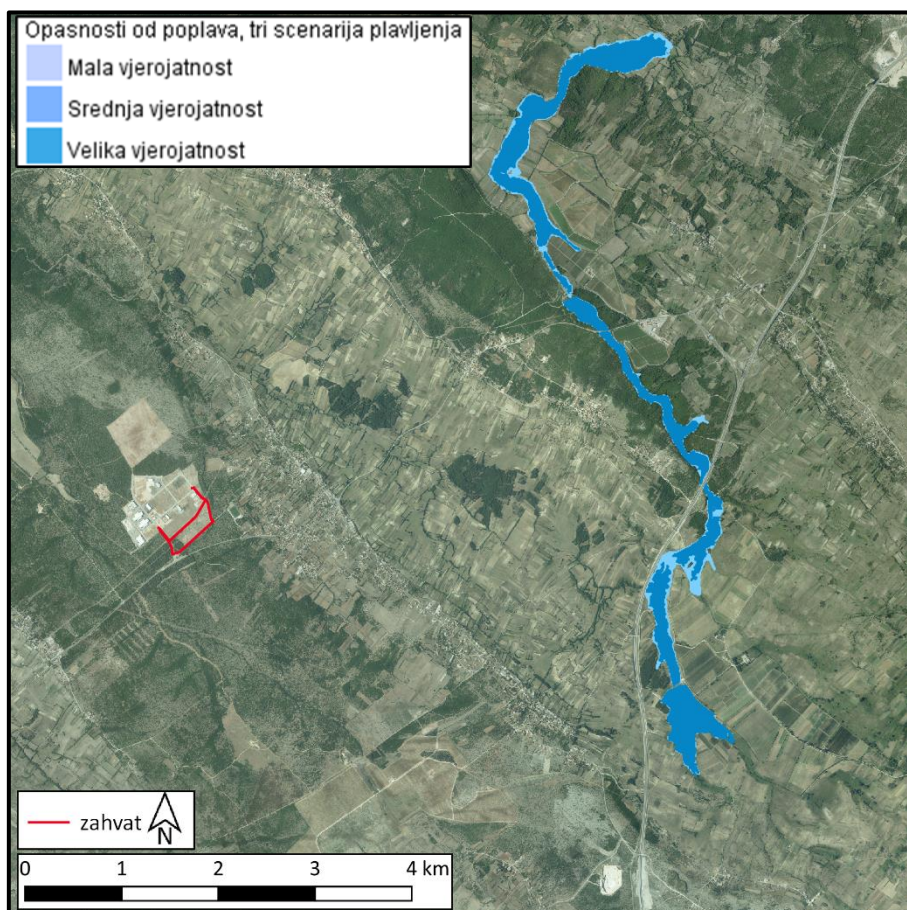 Opasnosti od poplava, tri scenarija plavljenja
Mala vjerojatnost
Srednja vjerojatnost
Velika vjerojatnost
zahvat
N
0 1 2 3 4 km